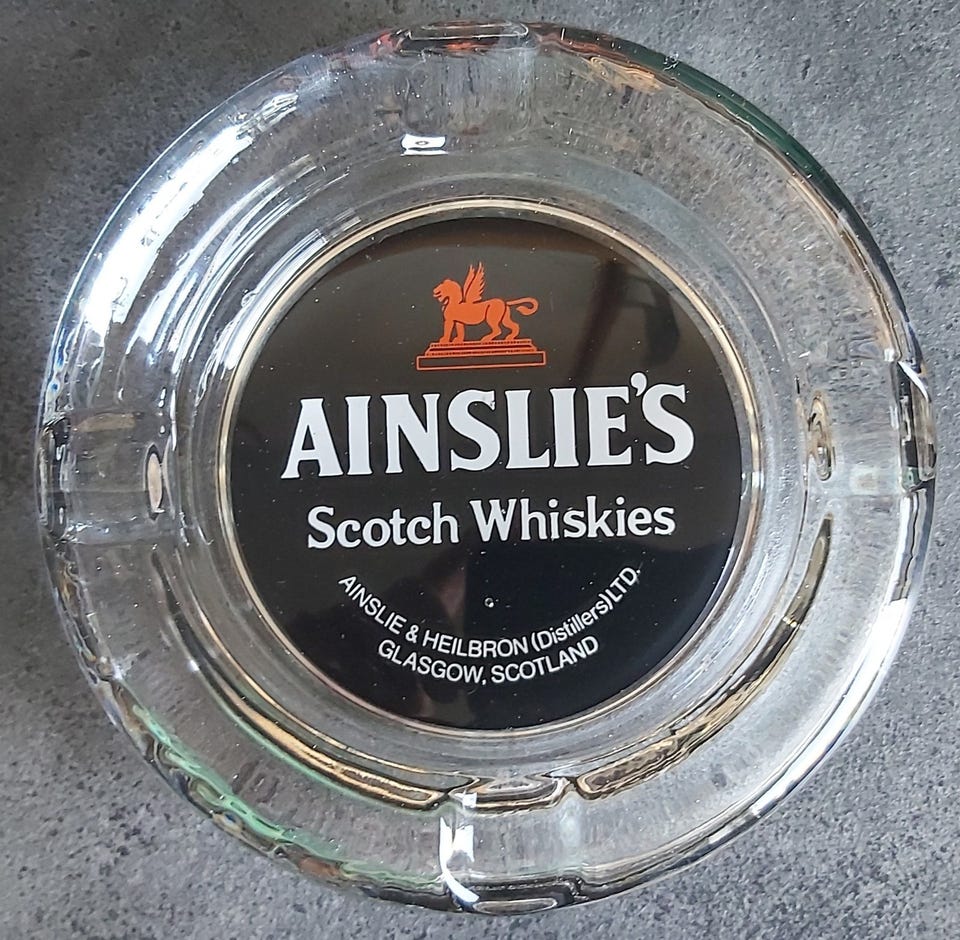 AINSLIE'S
Scotch Whiskies
AINSLIE & HEILBRON (Distillers) LTD.
GLASGOW, SCOTLAND